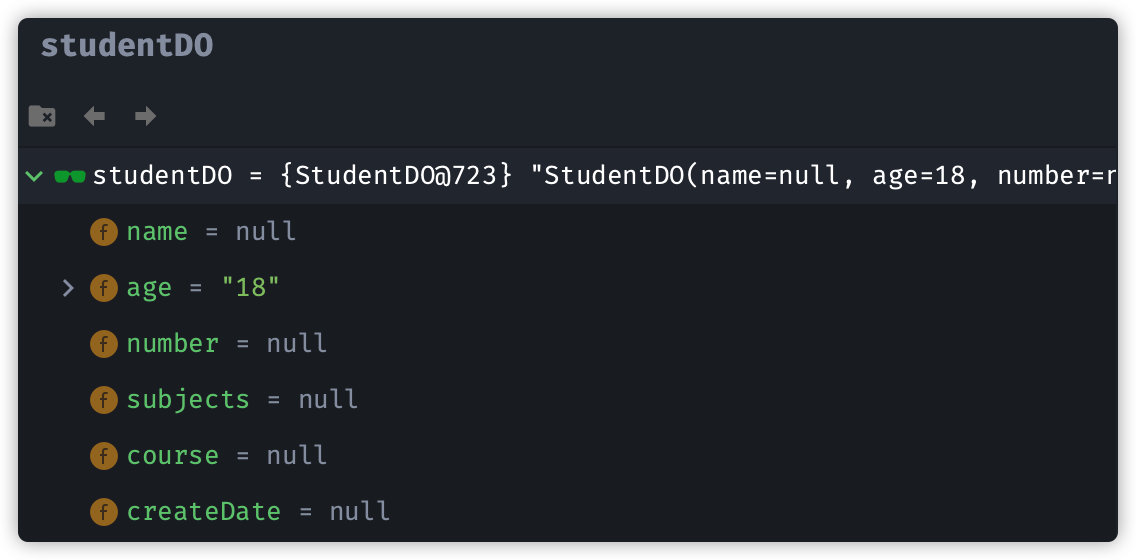 studentDO
studentDO = {StudentDO@723} "StudentDO(name=null, age=18, number=n
f name = null
f age = "18"
f number = null
f subjects = null
f course = null
f createDate = null